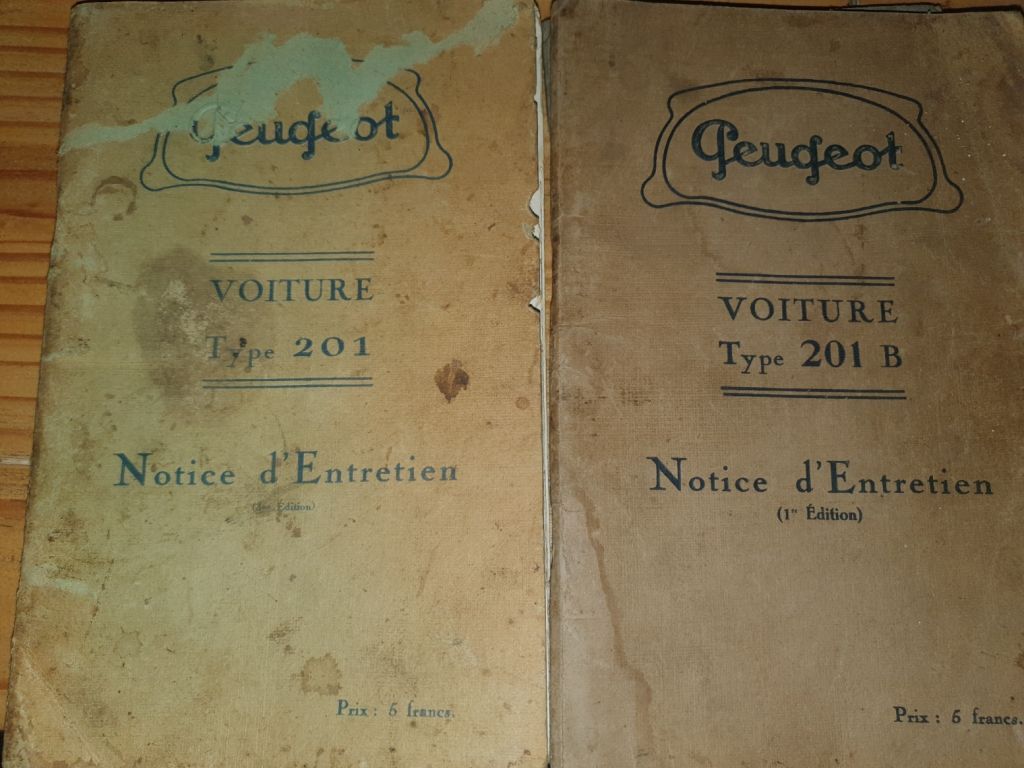 Peugeot
VOITURE
Type 201
Notice d'Entretien
Édition)
Prix : 6 francs.
Peugeot
VOITURE
Type 201 B
Notice d'Entretien
(1re Édition)
Prix : 6 francs.